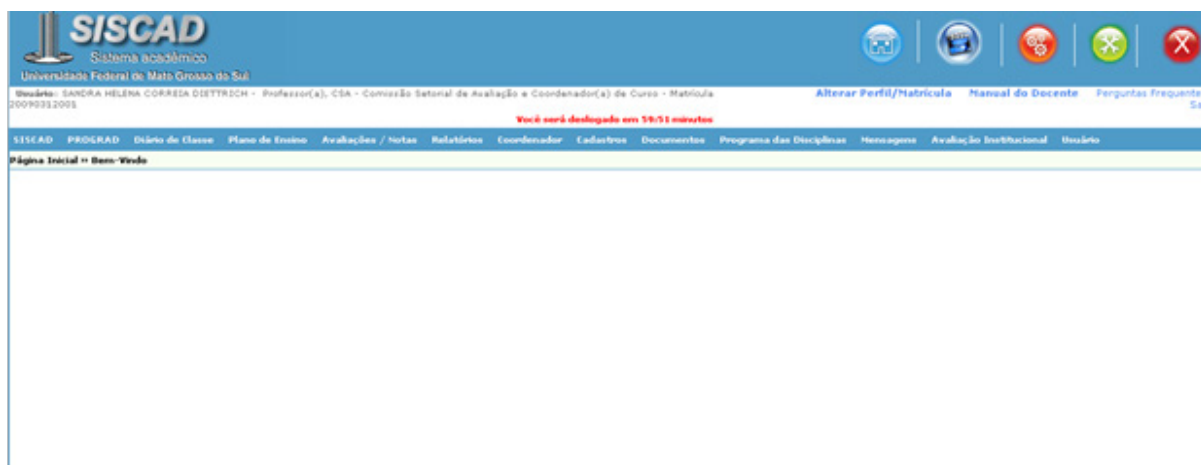 SISCAD
Sistema acadêmico
Universidade Federal de Mato Grosso do Sul
Usuário: SANDRA HELENA CORREIA DIETTRICH - Professor(a), CSA - Comissão Setorial de Avaliação e Coordenador(a) de Curso - Matrícula
20090312001
Alterar Perfil/Matrícula Manual do Docente Perguntas Frequente
Sa
Você será deslogado em 59:51 minutos
SISCAD PROGRAD Diário de Classe Plano de Ensino Avaliações / Notas Relatórios Coordenador Cadastros Documentos Programa das Disciplinas Mensagens Avaliação Institucional Usuário
Página Inicial » Bem-Vindo